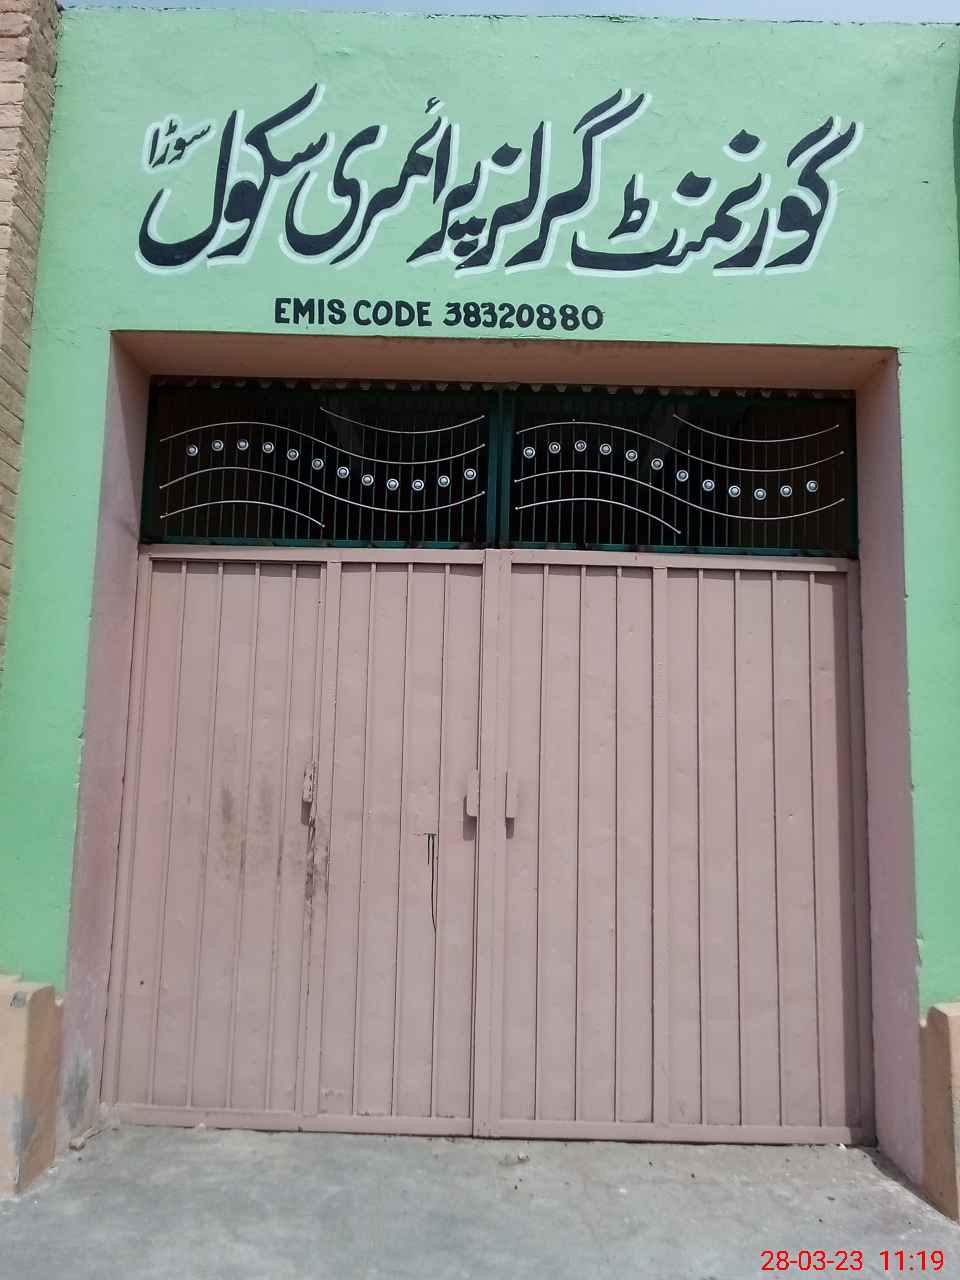 گورنمنٹ گرلز پرائمری سکول سوڑا
EMIS CODE 38320880
28-03-23 11:19